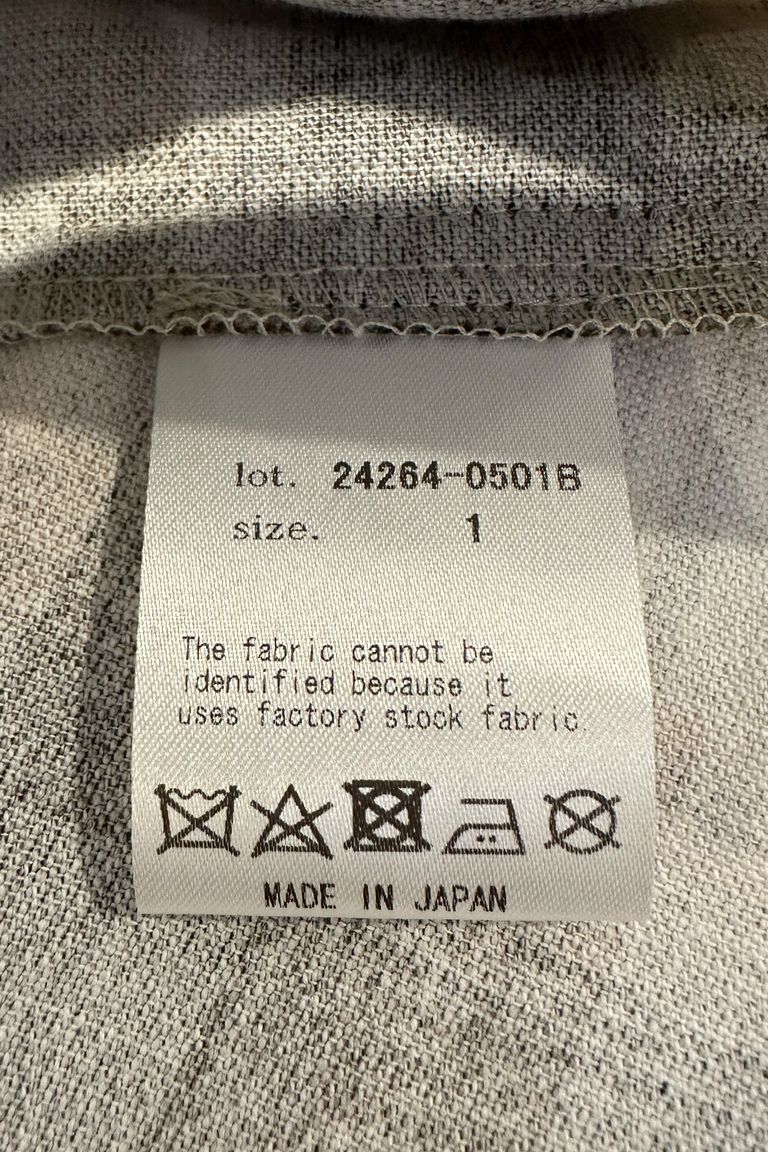 lot. 24264-0501B
size. 1
The fabric cannot be
identified because it
uses factory stock fabric.
MADE IN JAPAN